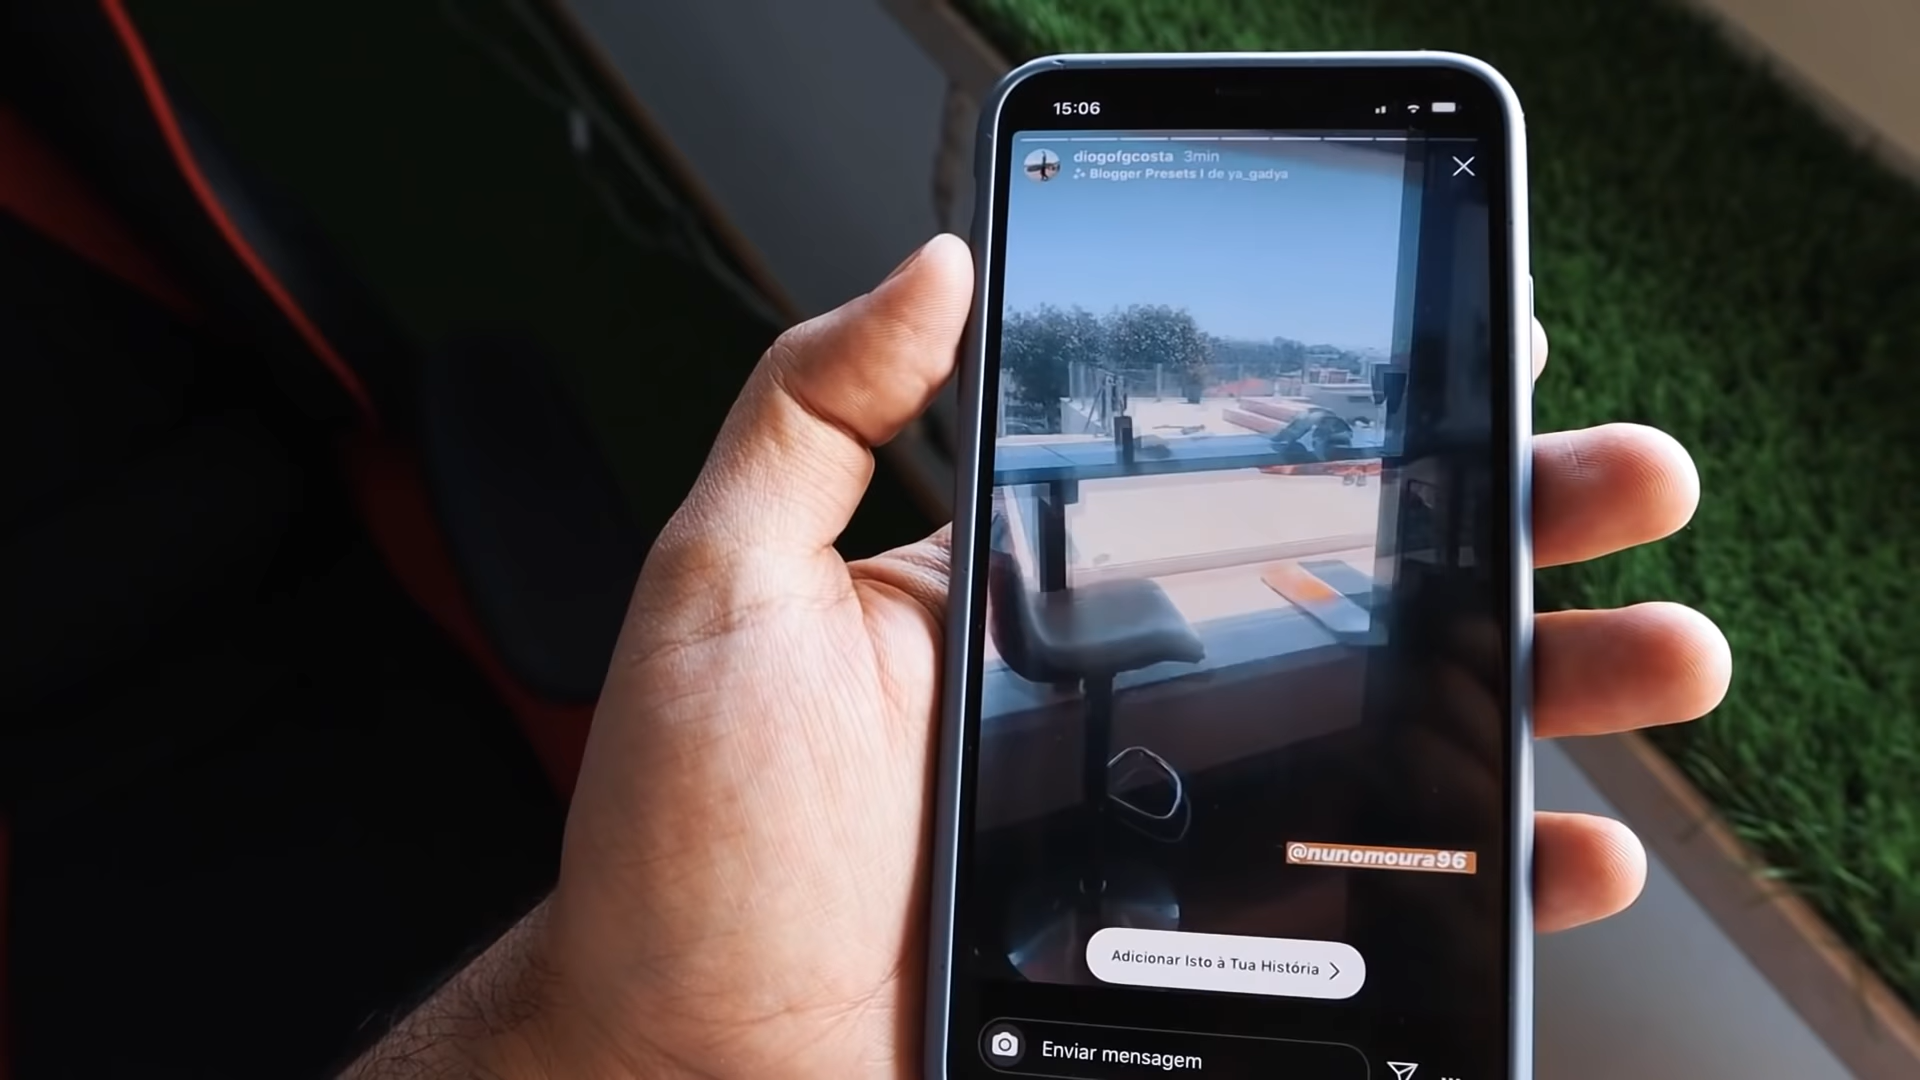 15:06
diogofgcosta 3min
Blogger Presets I de ya_gadya
@nunomoura96
Adicionar Isto à Tua História
Enviar mensagem